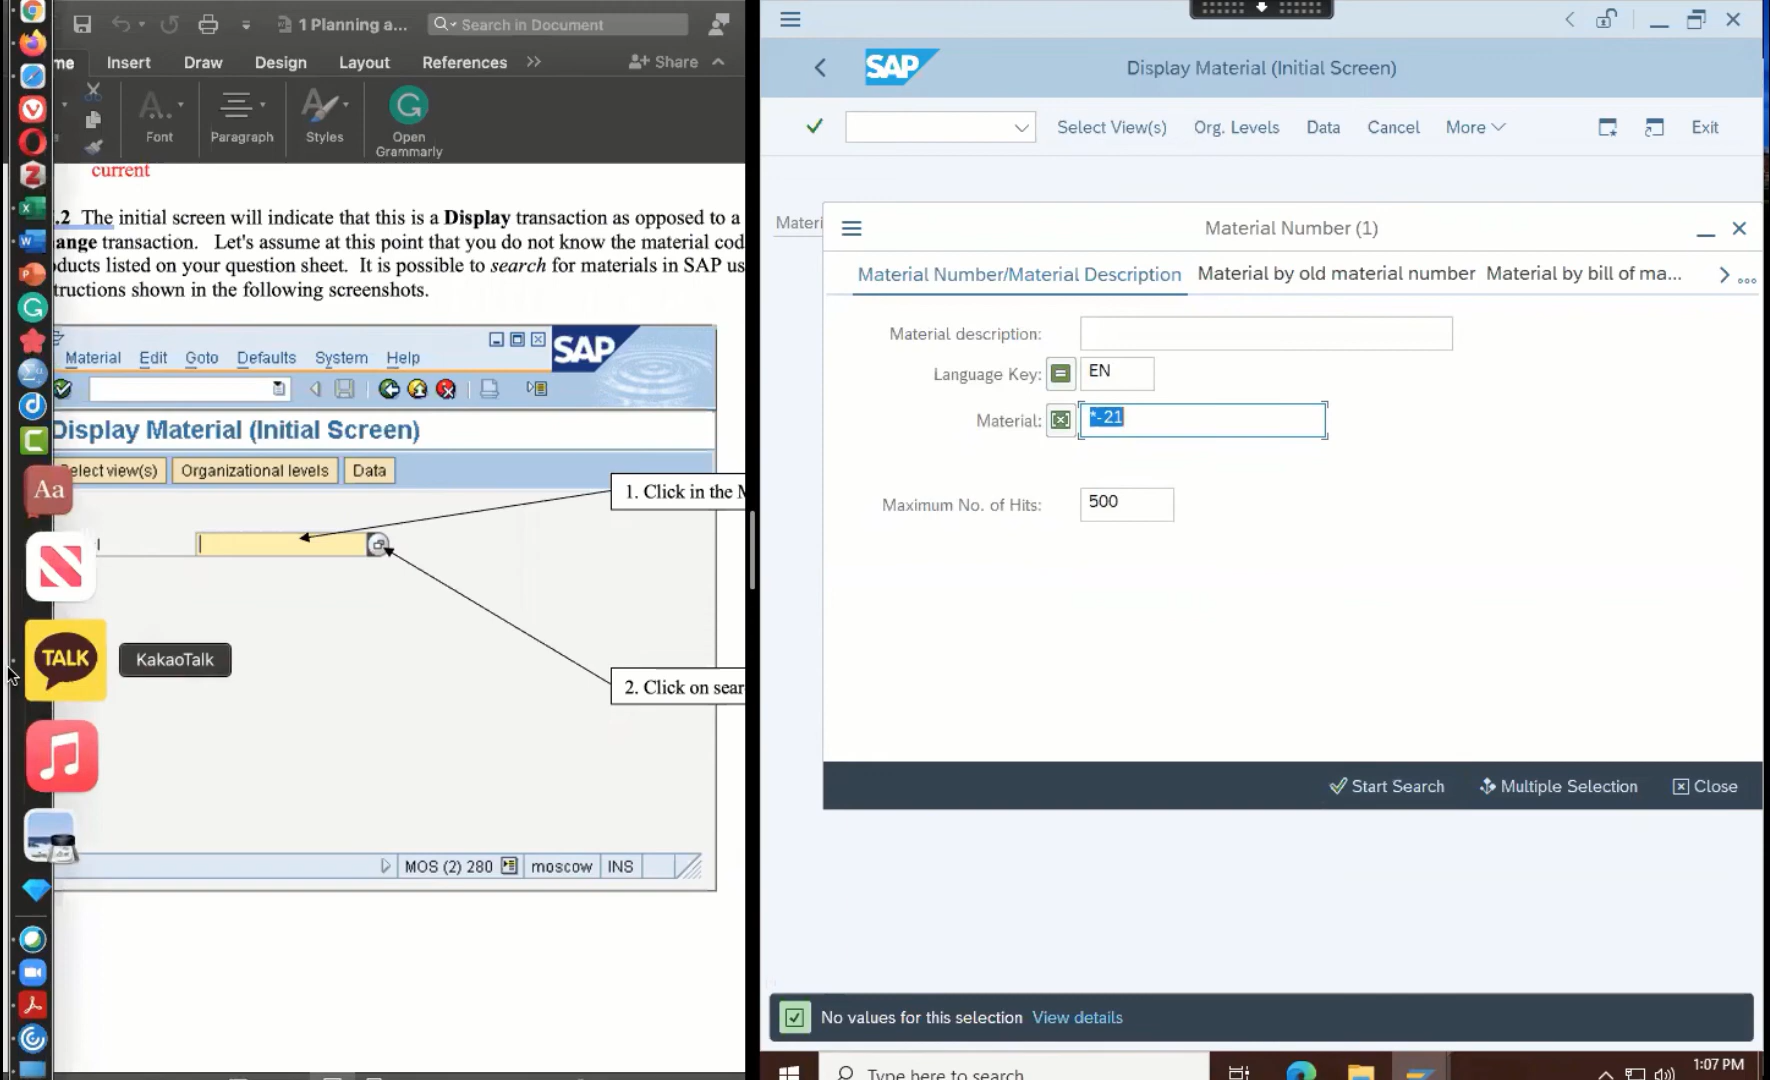 1 Planning a...
Search in Document
me Insert Draw Design Layout References >> Share
Font Paragraph Styles Open Grammarly
current
.2 The initial screen will indicate that this is a Display transaction as opposed to a
ange transaction. Let's assume at this point that you do not know the material cod
ducts listed on your question sheet. It is possible to search for materials in SAP us
tructions shown in the following screenshots.
Material Edit Goto Defaults System Help
SAP
Display Material (Initial Screen)
elect view(s) Organizational levels Data
1. Click in the M
2. Click on sear
MOS (2) 280 moscow INS
Aa
TALK
KakaoTalk
SAP
Display Material (Initial Screen)
Select View(s) Org. Levels Data Cancel More Exit
Materi
Material Number (1)
Material Number/Material Description Material by old material number Material by bill of ma...
Material description:
Language Key: EN
Material: *-21
Maximum No. of Hits: 500
Start Search Multiple Selection Close
No values for this selection View details
Type here to search
1:07 PM